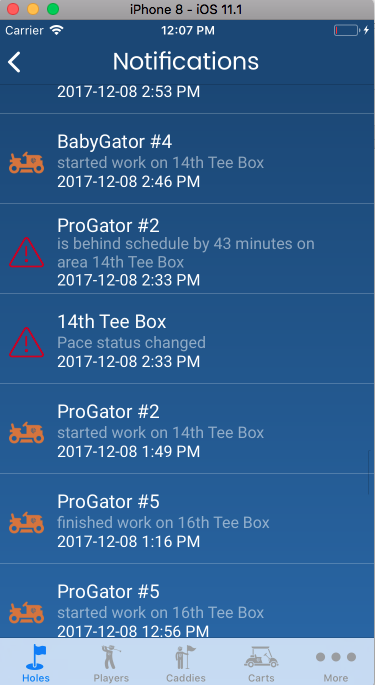 iPhone 8 - iOS 11.1
Carrier 12:07 PM
Notifications
2017-12-08 2:53 PM
BabyGator #4
started work on 14th Tee Box
2017-12-08 2:46 PM
ProGator #2
is behind schedule by 43 minutes on
area 14th Tee Box
2017-12-08 2:33 PM
14th Tee Box
Pace status changed
2017-12-08 2:33 PM
ProGator #2
started work on 14th Tee Box
2017-12-08 1:49 PM
ProGator #5
finished work on 16th Tee Box
2017-12-08 1:16 PM
ProGator #5
started work on 16th Tee Box
2017-12-08 12:56 PM
Holes Players Caddies Carts More